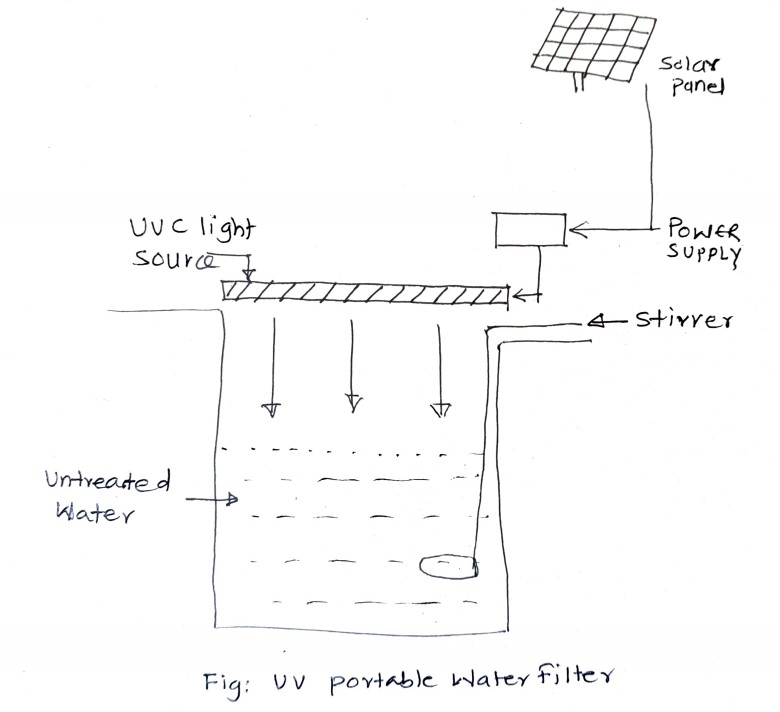 Solar
Panel
UVC light
Source
POWER
SUPPLY
Stirrer
Untreated
Water
Fig: UV portable Water Filter